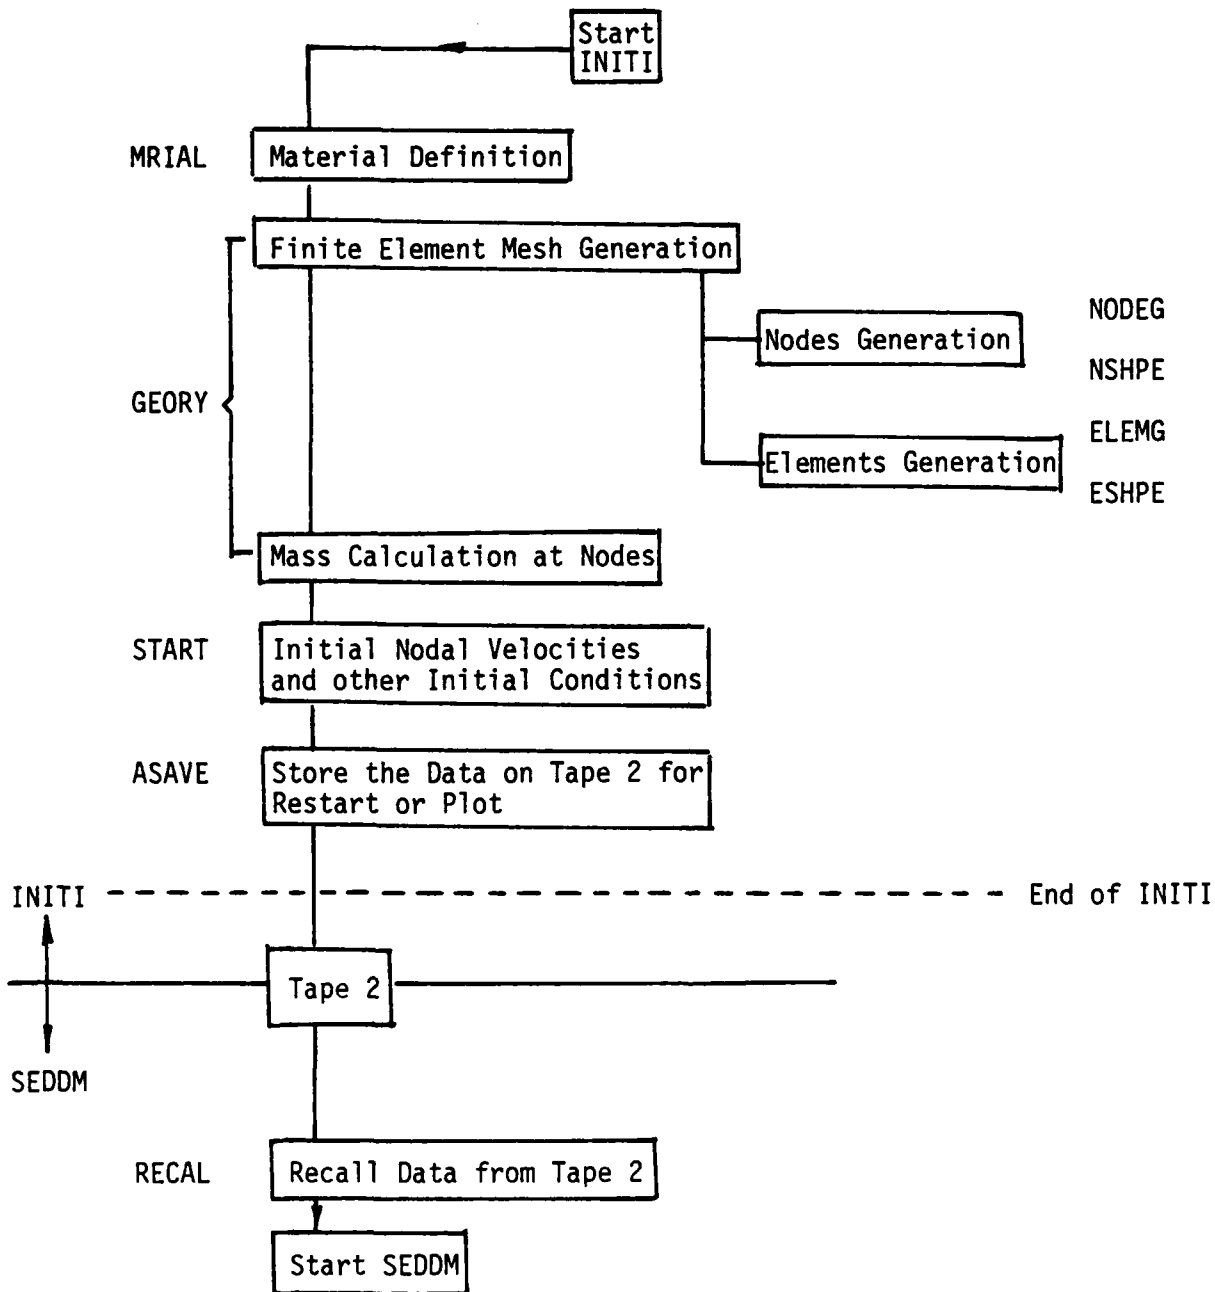 Start
INITI
MRIAL
Material Definition
Finite Element Mesh Generation
NODEG
Nodes Generation
NSHPE
GEORY
ELEMG
Elements Generation
ESHPE
Mass Calculation at Nodes
START
Initial Nodal Velocities
and other Initial Conditions
ASAVE
Store the Data on Tape 2 for
Restart or Plot
INITI
End of INITI
Tape 2
SEDDM
RECAL
Recall Data from Tape 2
Start SEDDM